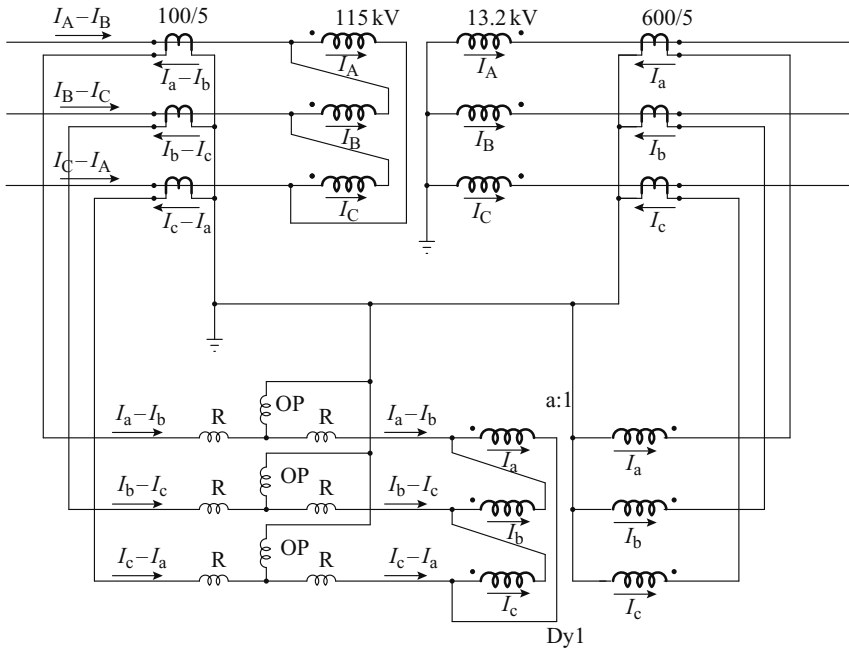 I_A−I_B 100/5 115 kV 13.2 kV 600/5
I_a−I_b I_A I_A I_a
I_B−I_C
I_b−I_c I_B I_B I_b
I_C−I_A
I_c−I_a I_C I_C I_c
a:1
OP
I_a−I_b R R I_a−I_b
I_a I_a
OP
I_b−I_c R R I_b−I_c
I_b I_b
OP
I_c−I_a R R I_c−I_a
I_c I_c
Dy1